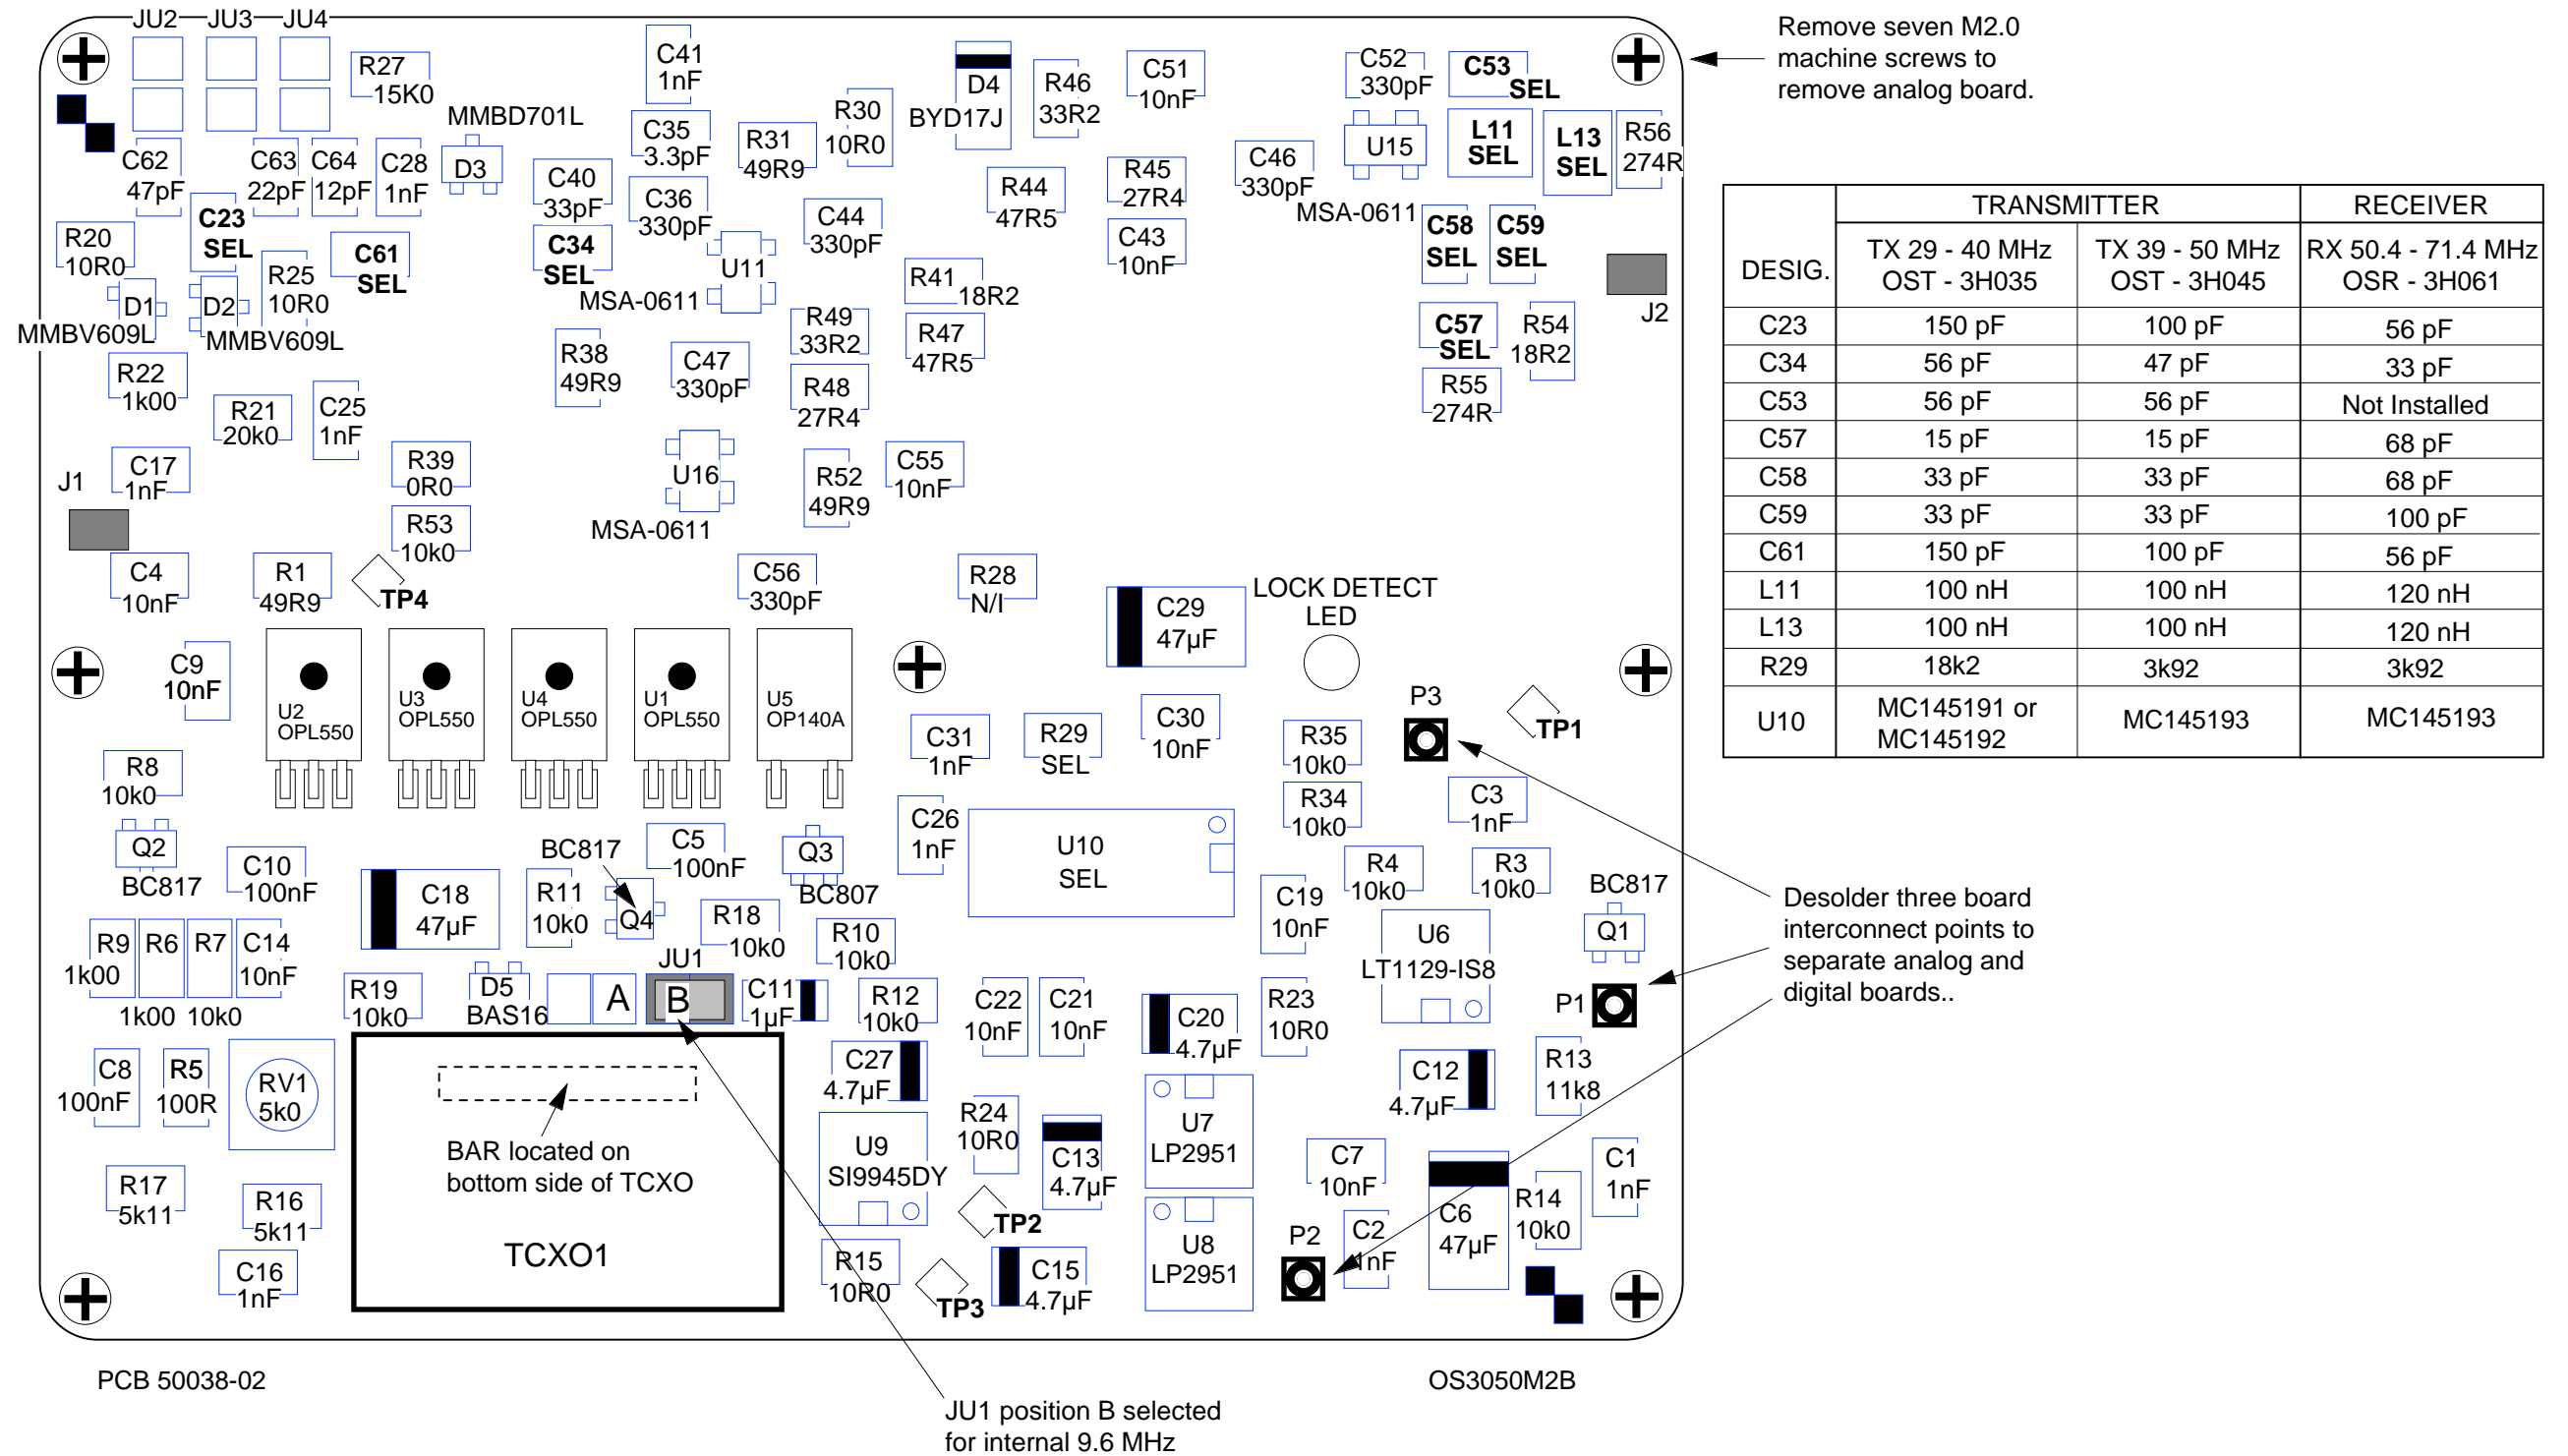 JU2 JU3 JU4
R27
15K0
C41
1nF
D4
BYD17J
R46
33R2
C51
10nF
C52
330pF
C53
SEL
Remove seven M2.0
machine screws to
remove analog board.
MMBD701L
D3
C35
3.3pF
R31
49R9
R30
10R0
U15
MSA-0611
L11
SEL
L13
SEL
R56
274R
C62
47pF
C63
22pF
C64
12pF
C28
1nF
C40
33pF
C36
330pF
C44
330pF
R44
47R5
R45
27R4
C46
330pF
C23
SEL
C61
SEL
C34
SEL
U11
MSA-0611
C43
10nF
C58
SEL
C59
SEL
R20
10R0
R25
10R0
D1
MMBV609L
D2
MMBV609L
R41
18R2
R49
33R2
R47
47R5
C57
SEL
R54
18R2
J2
R22
1k00
R38
49R9
C47
330pF
R48
27R4
R55
274R
R21
20k0
C25
1nF
J1
C17
1nF
R39
0R0
U16
MSA-0611
R52
49R9
C55
10nF
R53
10k0
C4
10nF
R1
49R9
TP4
C56
330pF
R28
N/I
C29
47µF
LOCK DETECT
LED
C9
10nF
U2
OPL550
U3
OPL550
U4
OPL550
U1
OPL550
U5
OP140A
C31
1nF
R29
SEL
C30
10nF
R35
10k0
P3
TP1
R8
10k0
C26
1nF
U10
SEL
R34
10k0
C3
1nF
Q2
BC817
C10
100nF
BC817
Q4
C5
100nF
Q3
BC807
R4
10k0
R3
10k0
BC817
Q1
C18
47µF
R11
10k0
R18
10k0
C19
10nF
U6
LT1129-IS8
R9
1k00
R6
1k00
R7
10k0
C14
10nF
R10
10k0
R19
10k0
D5
BAS16
A
JU1
B
C11
1µF
R12
10k0
C22
10nF
C21
10nF
C20
4.7µF
R23
10R0
P1
Desolder three board
interconnect points to
separate analog and
digital boards..
C8
100nF
R5
100R
RV1
5k0
C27
4.7µF
C12
4.7µF
R13
11k8
BAR located on
bottom side of TCXO
TCXO1
U9
SI9945DY
R24
10R0
C13
4.7µF
U7
LP2951
C7
10nF
C1
1nF
R17
5k11
R16
5k11
TP2
U8
LP2951
P2
C2
1nF
C6
47µF
R14
10k0
C16
1nF
R15
10R0
TP3
C15
4.7µF
PCB 50038-02
OS3050M2B
JU1 position B selected
for internal 9.6 MHz
TRANSMITTER RECEIVER
DESIG.
TX 29 - 40 MHz
OST - 3H035
TX 39 - 50 MHz
OST - 3H045
RX 50.4 - 71.4 MHz
OSR - 3H061
C23 150 pF 100 pF 56 pF
C34 56 pF 47 pF 33 pF
C53 56 pF 56 pF Not Installed
C57 15 pF 15 pF 68 pF
C58 33 pF 33 pF 68 pF
C59 33 pF 33 pF 100 pF
C61 150 pF 100 pF 56 pF
L11 100 nH 100 nH 120 nH
L13 100 nH 100 nH 120 nH
R29 18k2 3k92 3k92
U10
MC145191 or
MC145192
MC145193
MC145193